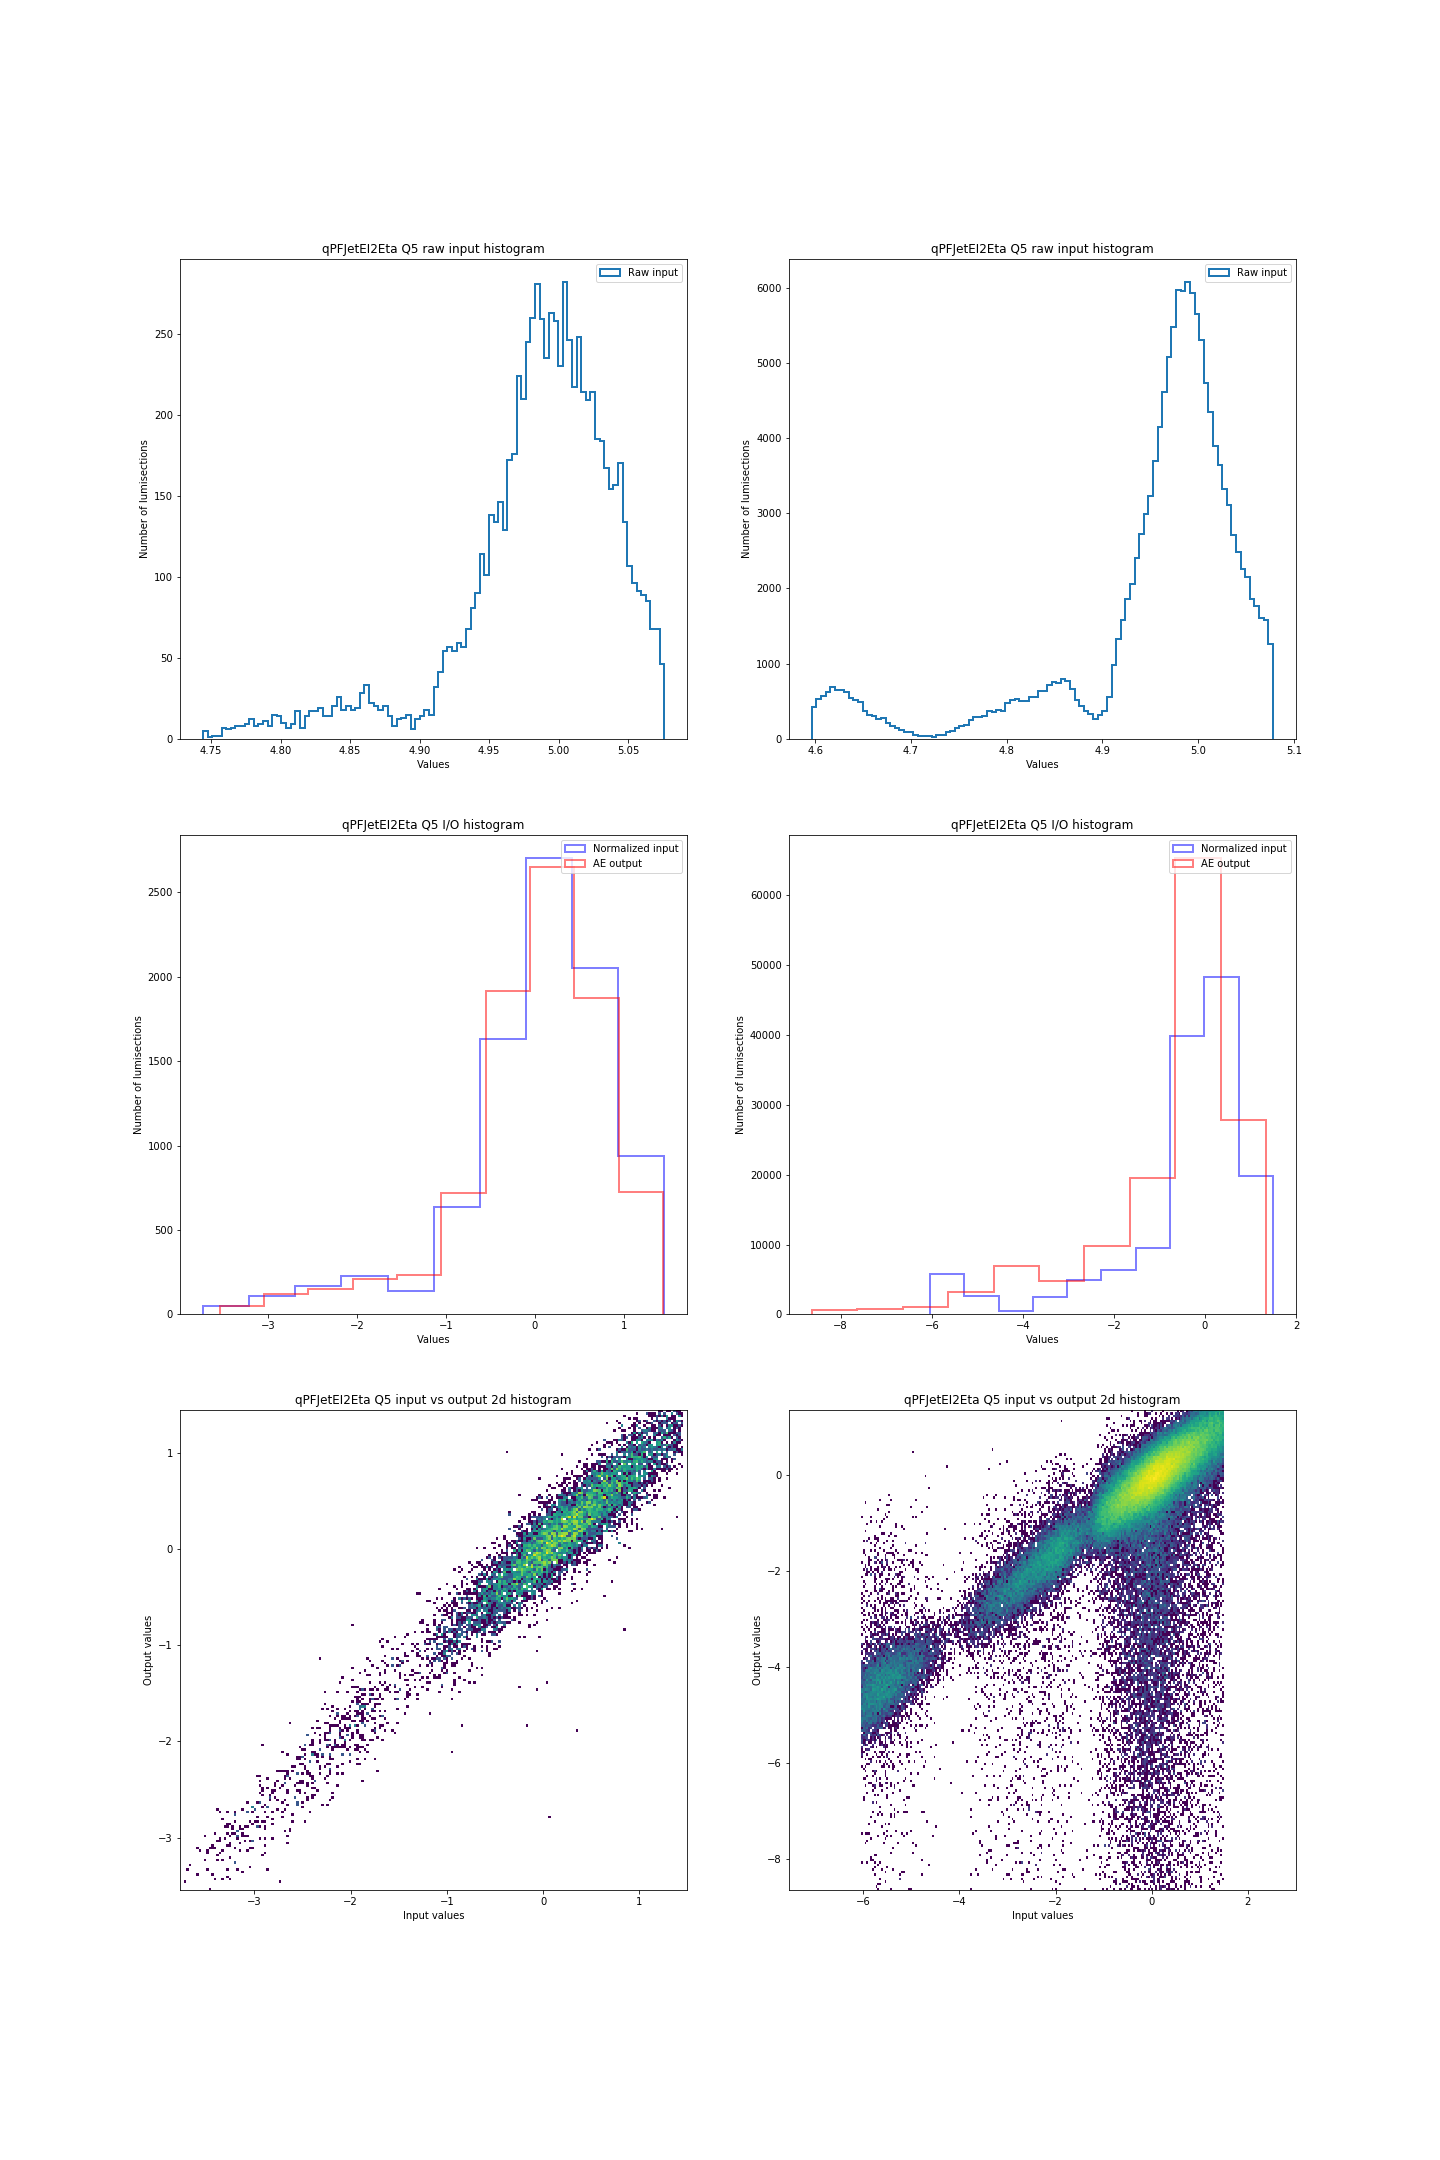 qPFJetEI2Eta Q5 raw input histogram
Raw input
Number of lumisections
250
200
150
100
50
0
4.75 4.80 4.85 4.90 4.95 5.00 5.05
Values
qPFJetEI2Eta Q5 raw input histogram
Raw input
Number of lumisections
6000
5000
4000
3000
2000
1000
0
4.6 4.7 4.8 4.9 5.0 5.1
Values
qPFJetEI2Eta Q5 I/O histogram
Normalized input
AE output
Number of lumisections
2500
2000
1500
1000
500
0
−3 −2 −1 0 1
Values
qPFJetEI2Eta Q5 I/O histogram
Normalized input
AE output
Number of lumisections
60000
50000
40000
30000
20000
10000
0
−8 −6 −4 −2 0 2
Values
qPFJetEI2Eta Q5 input vs output 2d histogram
Output values
1
0
−1
−2
−3
−3 −2 −1 0 1
Input values
qPFJetEI2Eta Q5 input vs output 2d histogram
Output values
0
−2
−4
−6
−8
−6 −4 −2 0 2
Input values